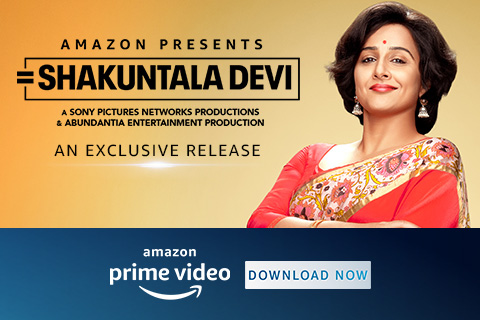 AMAZON PRESENTS
=SHAKUNTALA DEVI
A SONY PICTURES NETWORKS PRODUCTIONS
& ABUNDANTIA ENTERTAINMENT PRODUCTION
AN EXCLUSIVE RELEASE
amazon
prime video
DOWNLOAD NOW